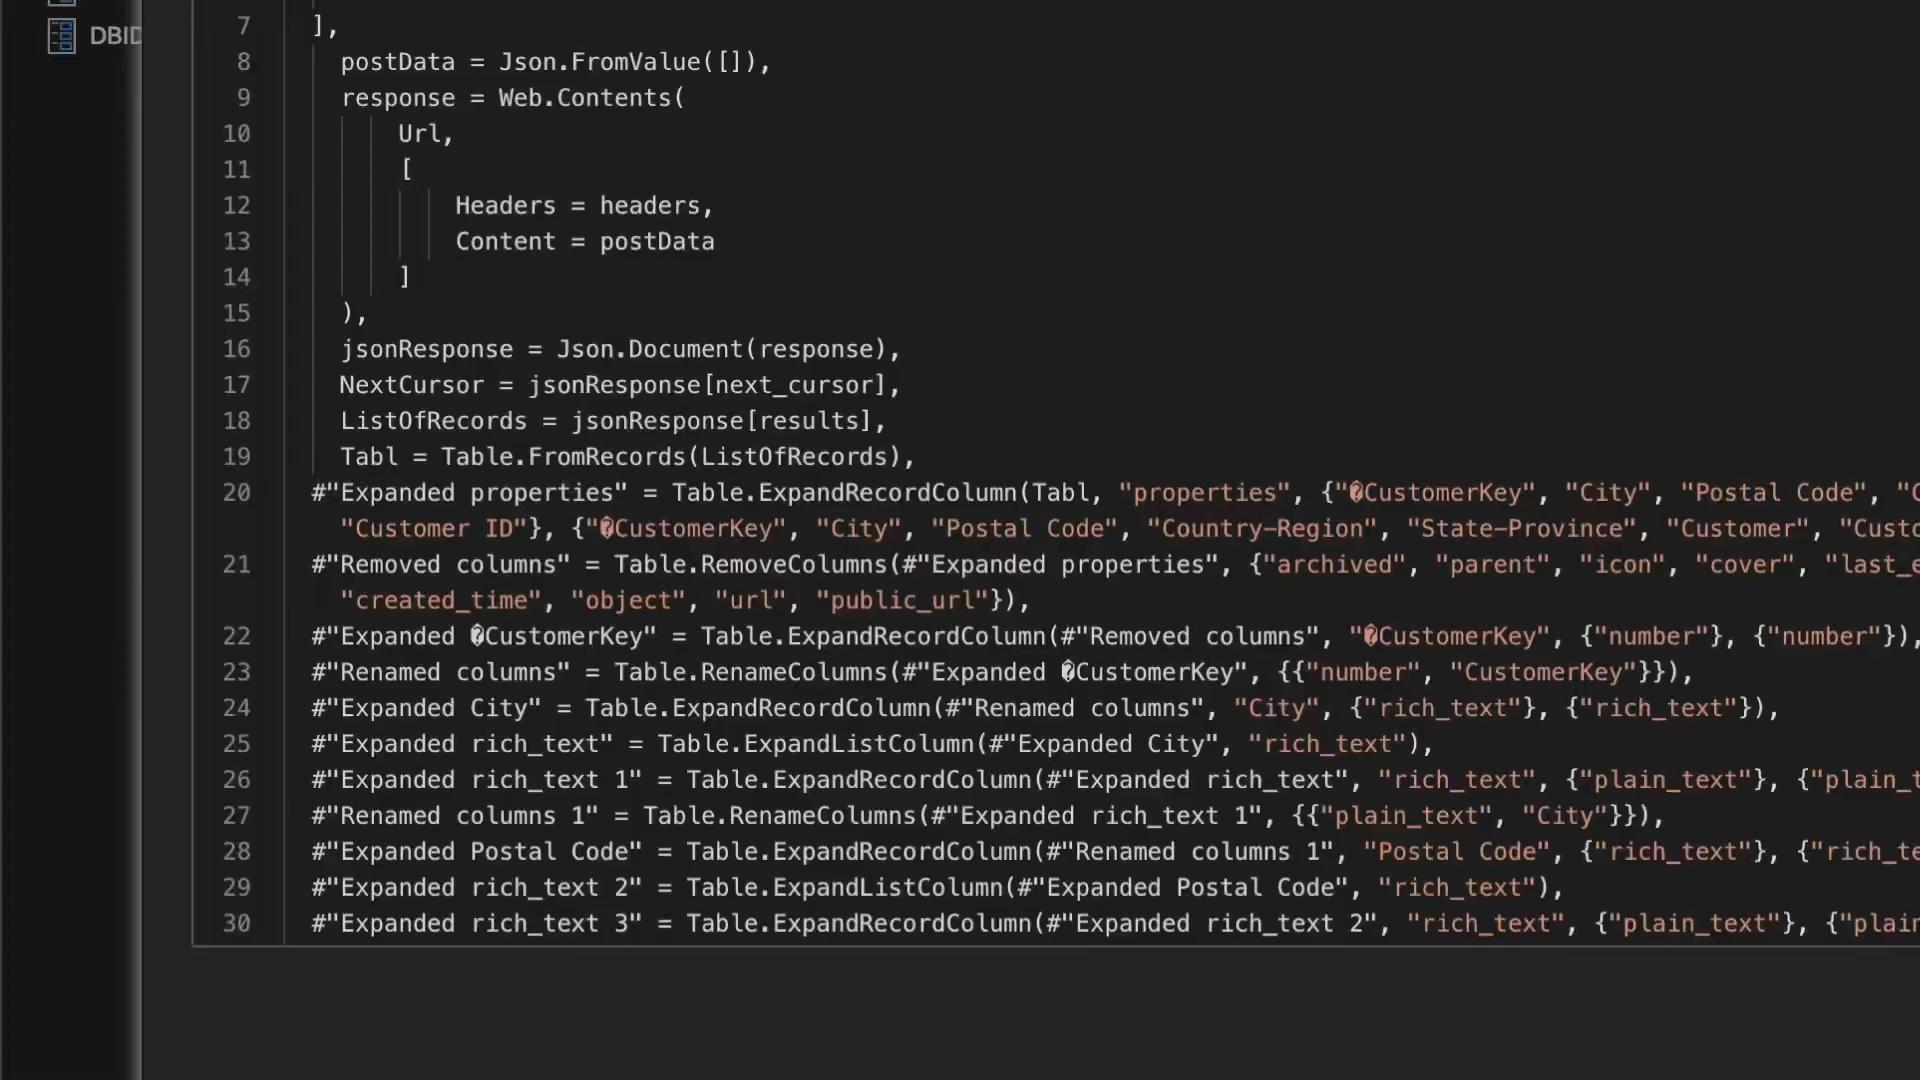 DBID
7 ],
8 postData = Json.FromValue([]),
9 response = Web.Contents(
10 Url,
11 [
12 Headers = headers,
13 Content = postData
14 ]
15 ),
16 jsonResponse = Json.Document(response),
17 NextCursor = jsonResponse[next_cursor],
18 ListOfRecords = jsonResponse[results],
19 Tabl = Table.FromRecords(ListOfRecords),
20 #"Expanded properties" = Table.ExpandRecordColumn(Tabl, "properties", {"�CustomerKey", "City", "Postal Code", "C
"Customer ID"}, {"�CustomerKey", "City", "Postal Code", "Country-Region", "State-Province", "Customer", "Custo
21 #"Removed columns" = Table.RemoveColumns(#"Expanded properties", {"archived", "parent", "icon", "cover", "last_e
"created_time", "object", "url", "public_url"}),
22 #"Expanded �CustomerKey" = Table.ExpandRecordColumn(#"Removed columns", "�CustomerKey", {"number"}, {"number"}),
23 #"Renamed columns" = Table.RenameColumns(#"Expanded �CustomerKey", {{"number", "CustomerKey"}}),
24 #"Expanded City" = Table.ExpandRecordColumn(#"Renamed columns", "City", {"rich_text"}, {"rich_text"}),
25 #"Expanded rich_text" = Table.ExpandListColumn(#"Expanded City", "rich_text"),
26 #"Expanded rich_text 1" = Table.ExpandRecordColumn(#"Expanded rich_text", "rich_text", {"plain_text"}, {"plain_t
27 #"Renamed columns 1" = Table.RenameColumns(#"Expanded rich_text 1", {{"plain_text", "City"}}),
28 #"Expanded Postal Code" = Table.ExpandRecordColumn(#"Renamed columns 1", "Postal Code", {"rich_text"}, {"rich_te
29 #"Expanded rich_text 2" = Table.ExpandListColumn(#"Expanded Postal Code", "rich_text"),
30 #"Expanded rich_text 3" = Table.ExpandRecordColumn(#"Expanded rich_text 2", "rich_text", {"plain_text"}, {"plain